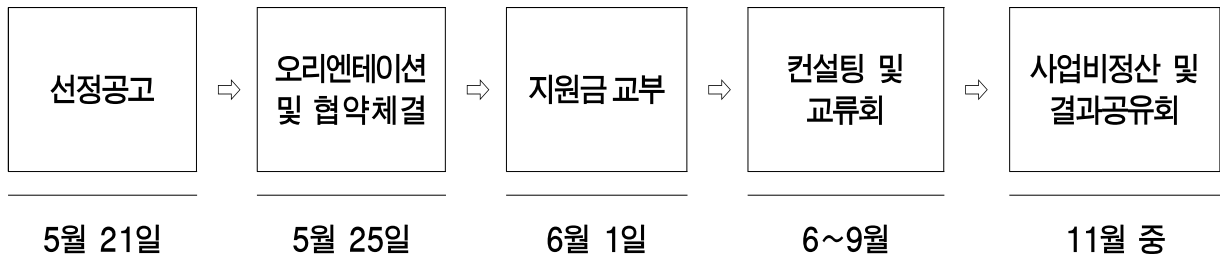 선정공고
오리엔테이션
및 협약체결
지원금 교부
컨설팅 및
교류회
사업비정산 및
결과공유회
5월 21일
5월 25일
6월 1일
6~9월
11월 중